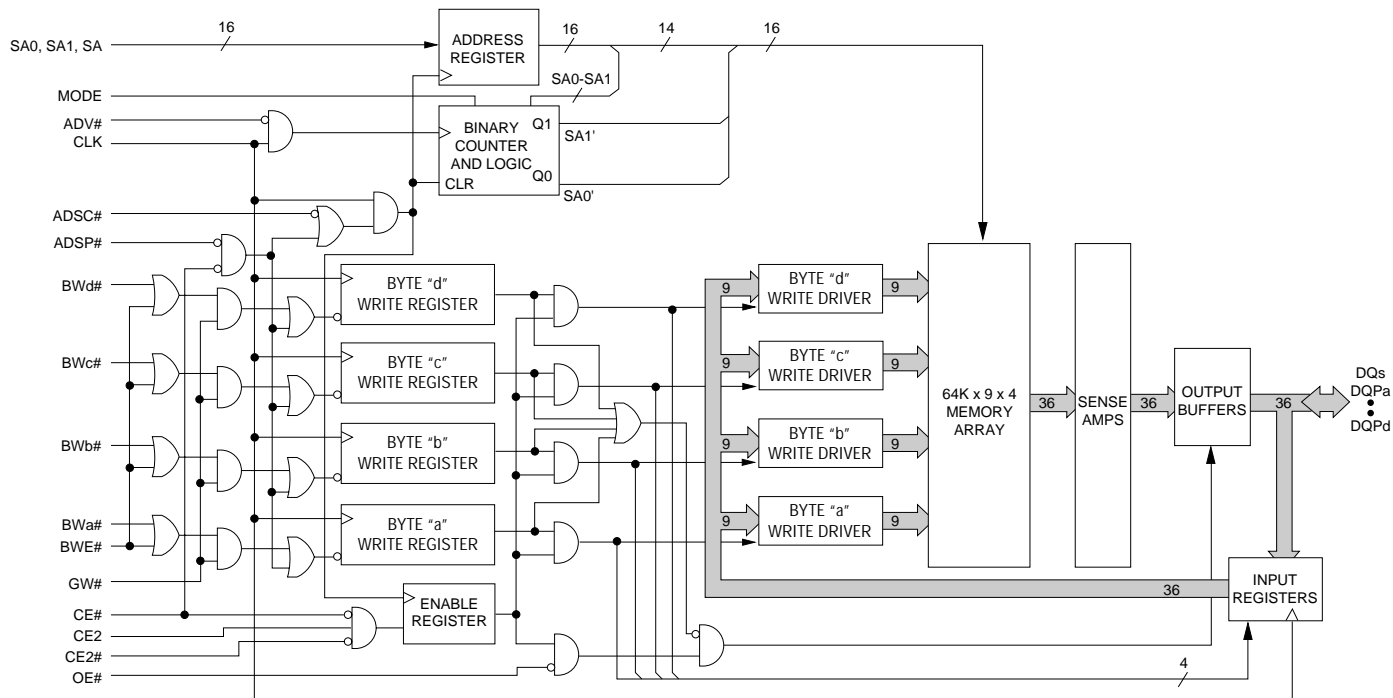 SA0, SA1, SA
16
ADDRESS
REGISTER
16
14
16
SA0-SA1
MODE
ADV#
CLK
BINARY
COUNTER
AND LOGIC
Q1
SA1'
Q0
SA0'
CLR
ADSC#
ADSP#
BWd#
BYTE “d”
WRITE REGISTER
9
BYTE “d”
WRITE DRIVER
9
BWc#
BYTE “c”
WRITE REGISTER
9
BYTE “c”
WRITE DRIVER
9
64K x 9 x 4
MEMORY
ARRAY
36
SENSE
AMPS
36
OUTPUT
BUFFERS
36
DQs
DQPa
DQPd
BWb#
BYTE “b”
WRITE REGISTER
9
BYTE “b”
WRITE DRIVER
9
BWa#
BWE#
BYTE “a”
WRITE REGISTER
9
BYTE “a”
WRITE DRIVER
9
GW#
36
INPUT
REGISTERS
CE#
CE2
CE2#
OE#
ENABLE
REGISTER
4